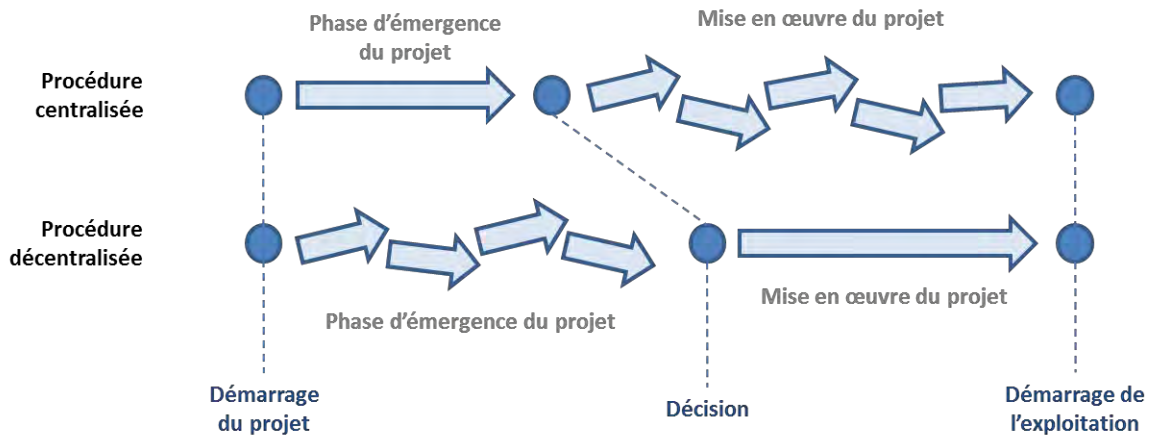 Phase d’émergence
du projet
Mise en œuvre du projet
Procédure
centralisée
Procédure
décentralisée
Phase d’émergence du projet
Mise en œuvre du projet
Démarrage
du projet
Décision
Démarrage de
l’exploitation